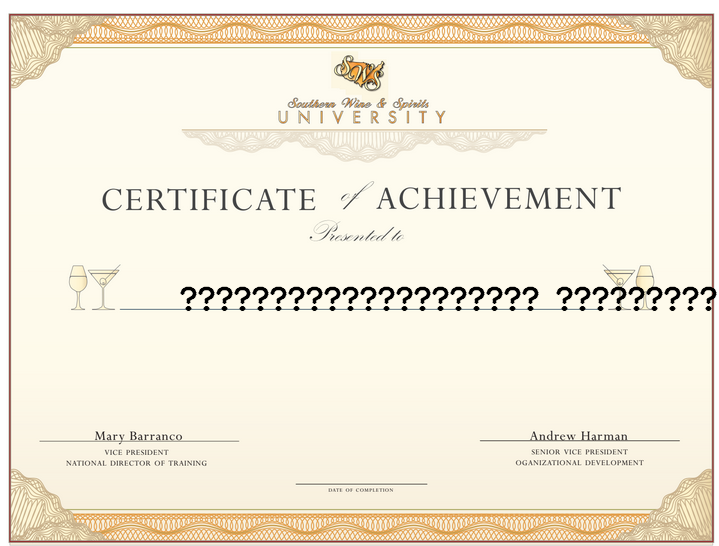 SWS
Southern Wine & Spirits
UNIVERSITY
CERTIFICATE of ACHIEVEMENT
Presented to
???????????????????? ?????????
Mary Barranco
VICE PRESIDENT
NATIONAL DIRECTOR OF TRAINING
Andrew Harman
SENIOR VICE PRESIDENT
OGANIZATIONAL DEVELOPMENT
DATE OF COMPLETION